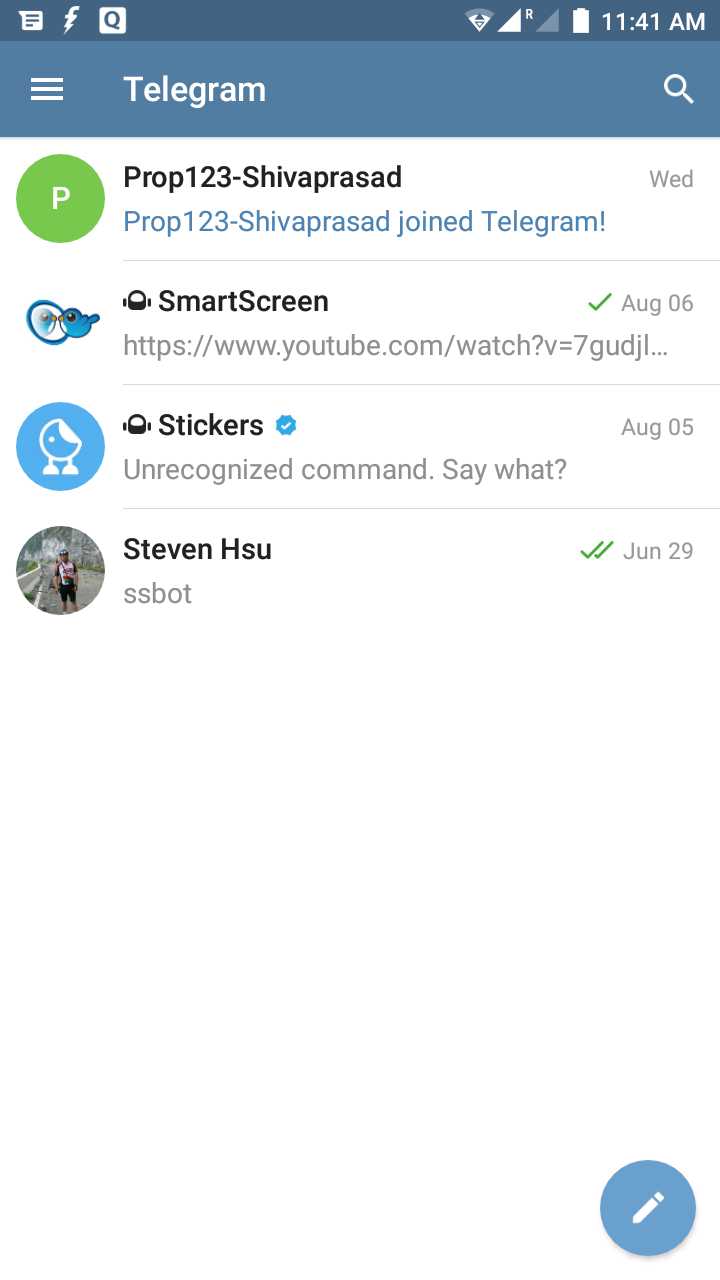 11:41 AM
Telegram
P
Prop123-Shivaprasad
Wed
Prop123-Shivaprasad joined Telegram!
SmartScreen
Aug 06
https://www.youtube.com/watch?v=7gudjl...
Stickers
Aug 05
Unrecognized command. Say what?
Steven Hsu
Jun 29
ssbot